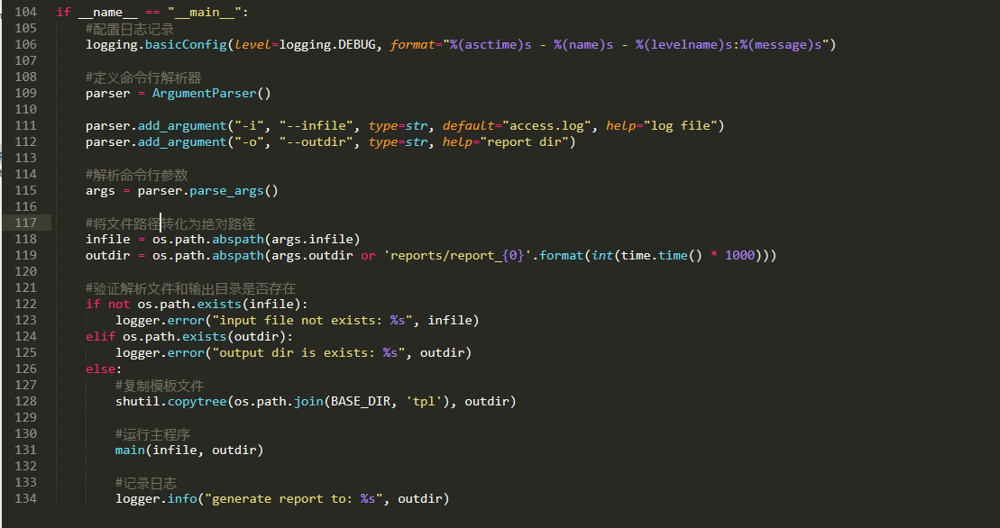 104 if __name__ == "__main__":
105     #配置日志记录
106     logging.basicConfig(level=logging.DEBUG, format="%(asctime)s - %(name)s - %(levelname)s:%(message)s")
107
108     #定义命令行解析器
109     parser = ArgumentParser()
110
111     parser.add_argument("-i", "--infile", type=str, default="access.log", help="log file")
112     parser.add_argument("-o", "--outdir", type=str, help="report dir")
113
114     #解析命令行参数
115     args = parser.parse_args()
116
117     #将文件路径转化为绝对路径
118     infile = os.path.abspath(args.infile)
119     outdir = os.path.abspath(args.outdir or 'reports/report_{0}'.format(int(time.time() * 1000)))
120
121     #验证解析文件和输出目录是否存在
122     if not os.path.exists(infile):
123         logger.error("input file not exists: %s", infile)
124     elif os.path.exists(outdir):
125         logger.error("output dir is exists: %s", outdir)
126     else:
127         #复制模板文件
128         shutil.copytree(os.path.join(BASE_DIR, 'tpl'), outdir)
129
130         #运行主程序
131         main(infile, outdir)
132
133         #记录日志
134         logger.info("generate report to: %s", outdir)